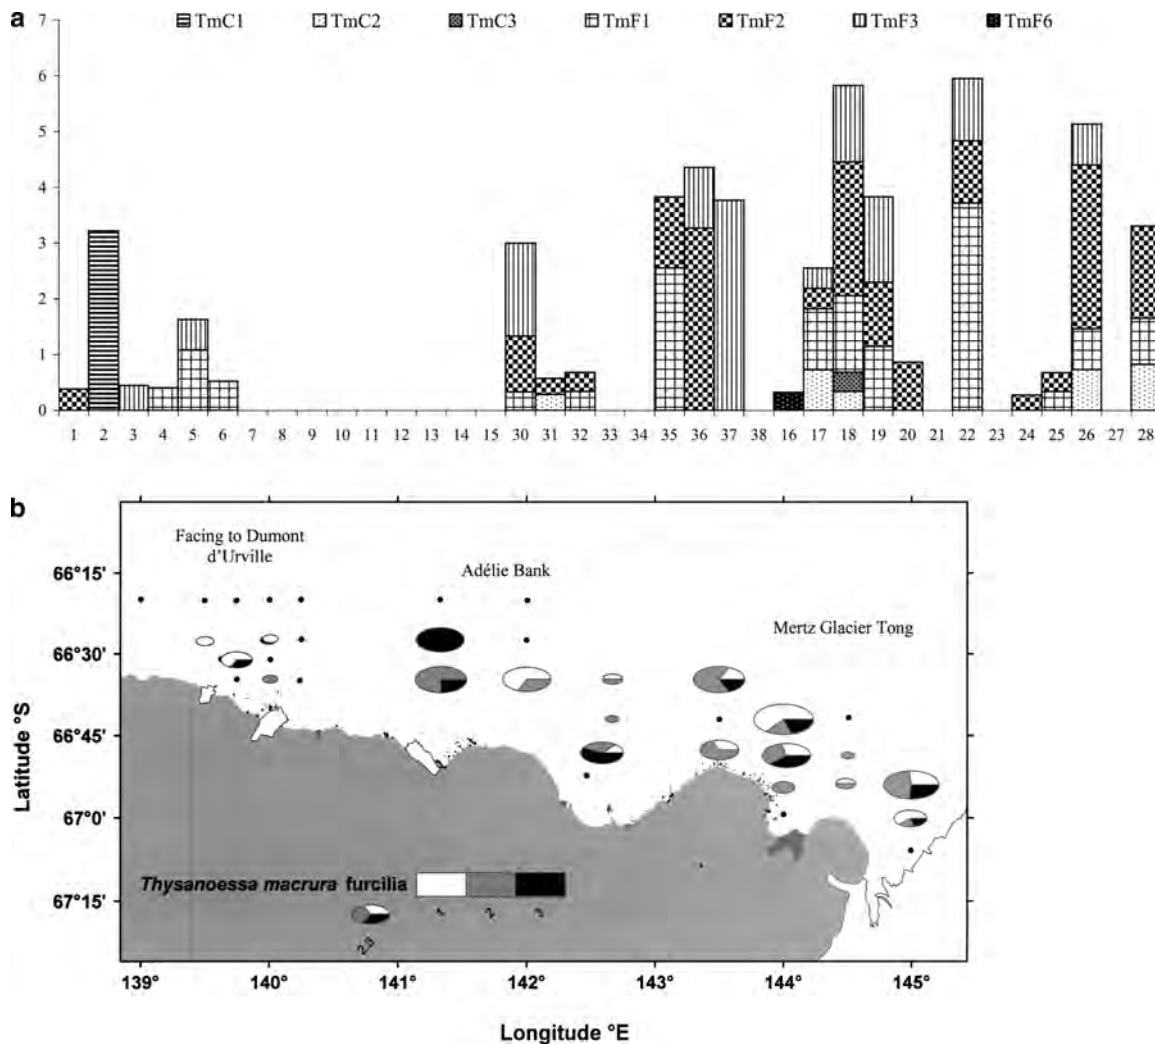 a
TmC1 TmC2 TmC3 TmF1 TmF2 TmF3 TmF6
7
6
5
4
3
2
1
0
1 2 3 4 5 6 7 8 9 10 11 12 13 14 15 30 31 32 33 34 35 36 37 38 16 17 18 19 20 21 22 23 24 25 26 27 28
b
Facing to Dumont
d'Urville
Adélie Bank
Mertz Glacier Tong
66°15'
66°30'
66°45'
67°0'
67°15'
Latitude °S
Thysanoessa macrura furcilia
1 2 3
2,9
139° 140° 141° 142° 143° 144° 145°
Longitude °E